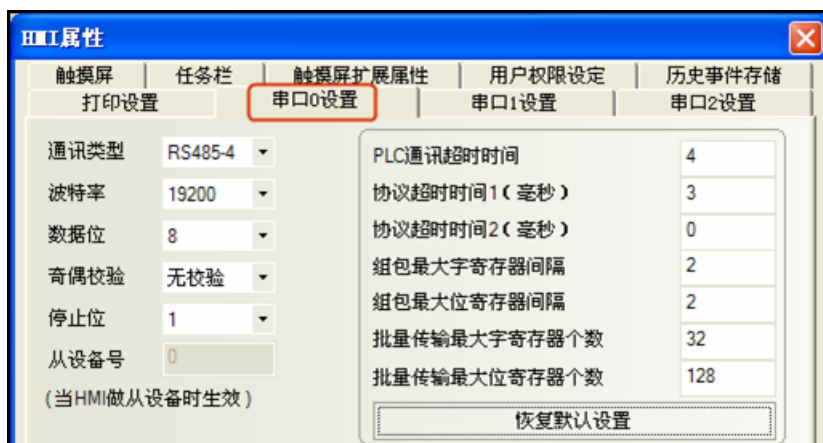 HMI属性
触摸屏 任务栏 触摸屏扩展属性 用户权限设定 历史事件存储
打印设置 串口0设置 串口1设置 串口2设置
通讯类型 RS485-4
波特率 19200
数据位 8
奇偶校验 无校验
停止位 1
从设备号 0
(当HMI做从设备时生效)
PLC通讯超时时间 4
协议超时时间1(毫秒) 3
协议超时时间2(毫秒) 0
组包最大字寄存器间隔 2
组包最大位寄存器间隔 2
批量传输最大字寄存器个数 32
批量传输最大位寄存器个数 128
恢复默认设置